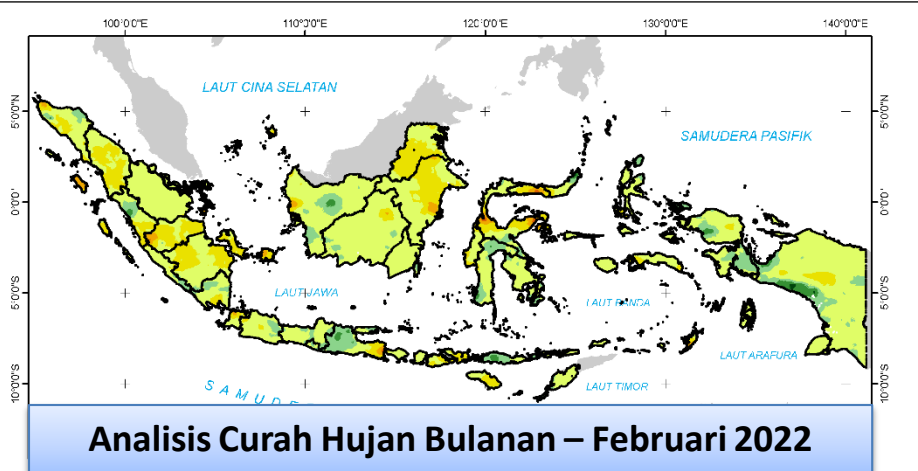 100°0'0"E 110°0'0"E 120°0'0"E 130°0'0"E 140°0'0"E
LAUT CINA SELATAN
SAMUDERA PASIFIK
5°0'0"N 5°0'0"N
0°0'0" 0°0'0"
LAUT JAWA
LAUT BANDA
5°0'0"S 5°0'0"S
LAUT ARAFURA
LAUT TIMOR
10°0'0"S 10°0'0"S
Analisis Curah Hujan Bulanan – Februari 2022